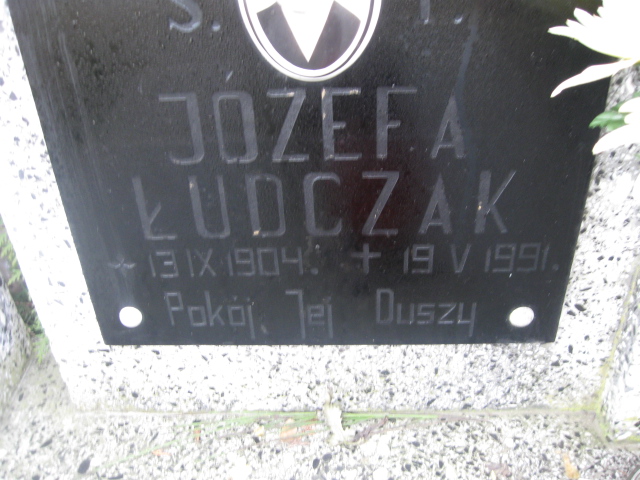 Ś. P.
JÓZEFA
ŁUDCZAK
* 13 IX 1904. + 19 V 1991.
Pokój Jej Duszy